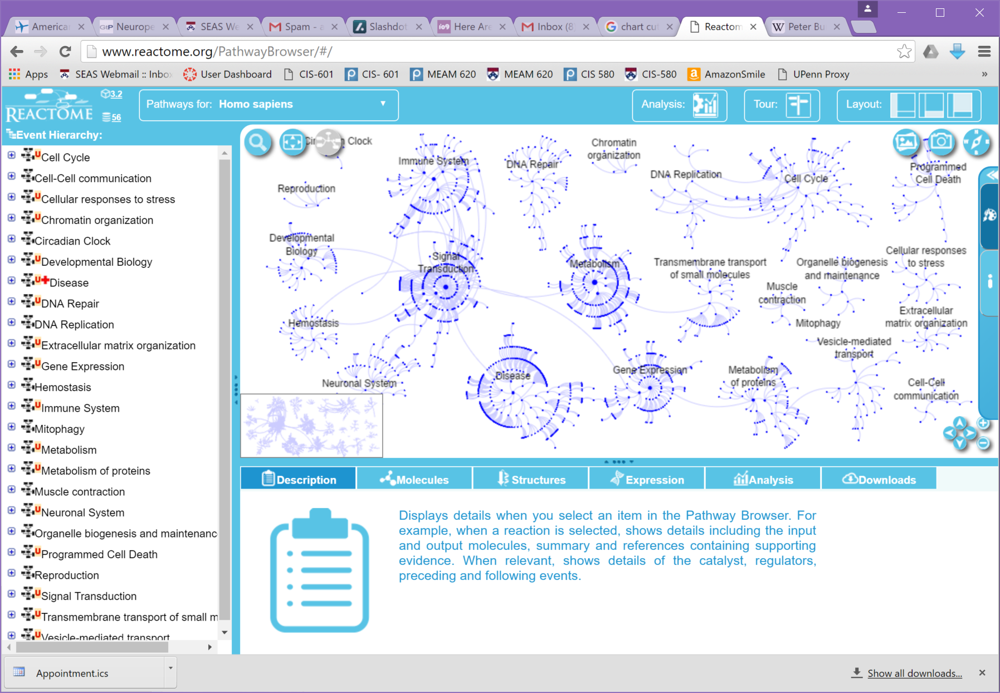 America
GtP Neurope
SEAS We
Spam - a
Slashdot
io9 Here Are
Inbox (8
chart cut
Reactom
W Peter Bu
www.reactome.org/PathwayBrowser/#/
Apps
SEAS Webmail :: Inbo
User Dashboard
CIS-601
CIS- 601
MEAM 620
MEAM 620
CIS 580
CIS-580
AmazonSmile
UPenn Proxy
»
REACTOME
3.2
56
Pathways for: Homo sapiens
Analysis:
Tour:
Layout:
Event Hierarchy:
Cell Cycle
Cell-Cell communication
Cellular responses to stress
Chromatin organization
Circadian Clock
Developmental Biology
Disease
DNA Repair
DNA Replication
Extracellular matrix organization
Gene Expression
Hemostasis
Immune System
Mitophagy
Metabolism
Metabolism of proteins
Muscle contraction
Neuronal System
Organelle biogenesis and maintenanc
Programmed Cell Death
Reproduction
Signal Transduction
Transmembrane transport of small m
Vesicle-mediated transport
Clock
Immune System
DNA Repair
Chromatin
organization
DNA Replication
Cell Cycle
Programmed
Cell Death
Reproduction
Developmental
Biology
Signal
Transduction
Metabolism
Transmembrane transport
of small molecules
Organelle biogenesis
and maintenance
Cellular responses
to stress
Muscle
contraction
Mitophagy
Extracellular
matrix organization
Hemostasis
Vesicle-mediated
transport
Neuronal System
Disease
Gene Expression
Metabolism
of proteins
Cell-Cell
communication
Description
Molecules
Structures
Expression
Analysis
Downloads
Displays details when you select an item in the Pathway Browser. For
example, when a reaction is selected, shows details including the input
and output molecules, summary and references containing supporting
evidence. When relevant, shows details of the catalyst, regulators,
preceding and following events.
Appointment.ics
Show all downloads...